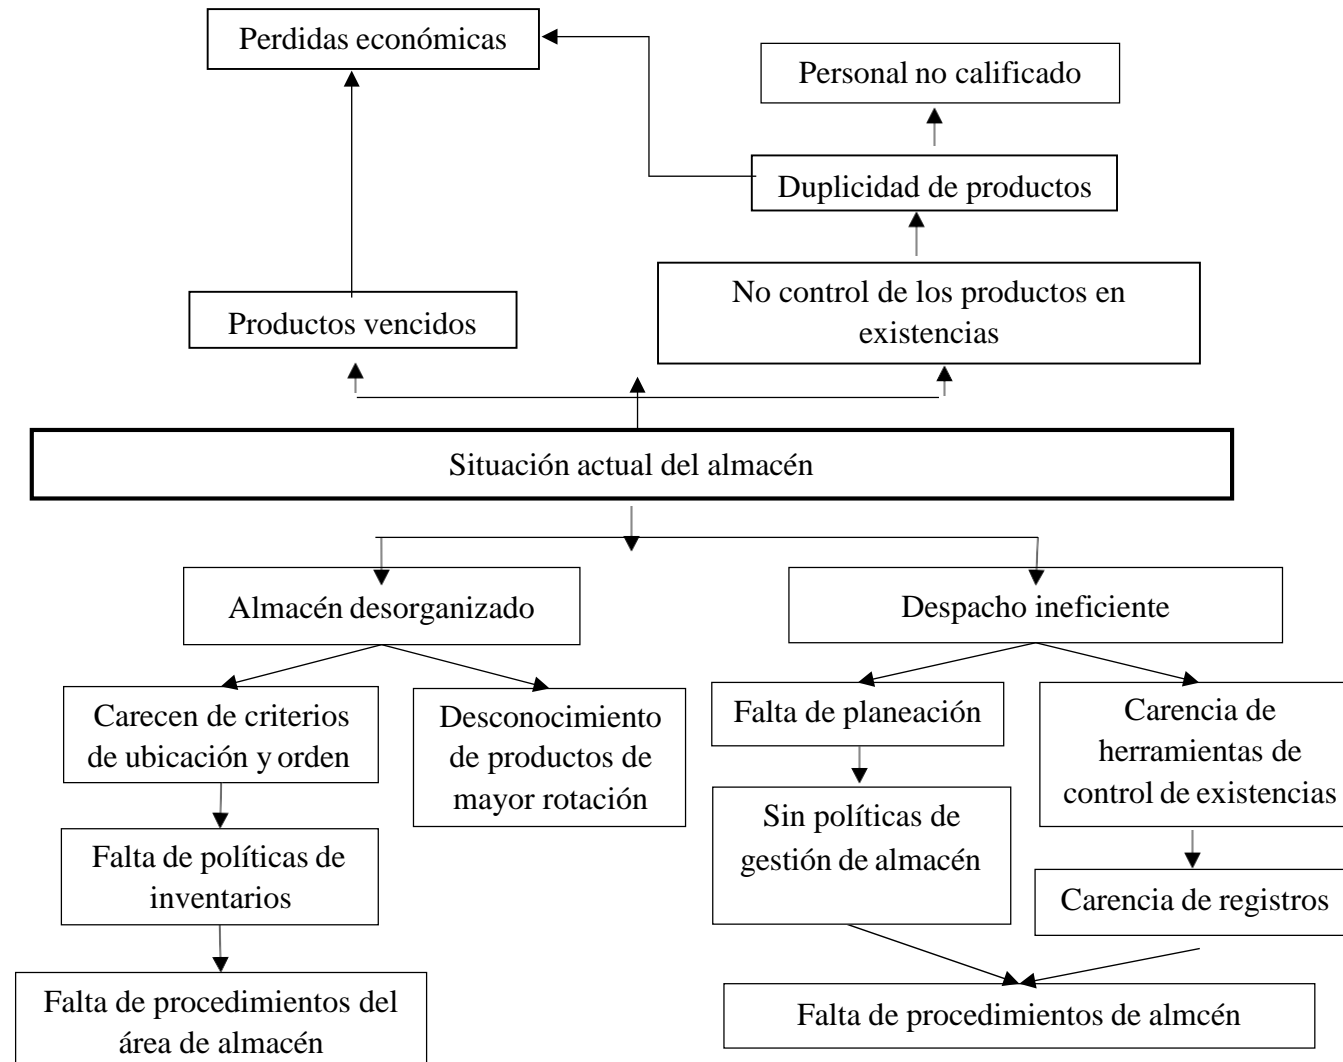 Perdidas económicas
Personal no calificado
Duplicidad de productos
No control de los productos en
existencias
Productos vencidos
Situación actual del almacén
Almacén desorganizado
Despacho ineficiente
Carecen de criterios
de ubicación y orden
Desconocimiento
de productos de
mayor rotación
Falta de planeación
Carencia de
herramientas de
control de existencias
Falta de políticas de
inventarios
Sin políticas de
gestión de almacén
Carencia de registros
Falta de procedimientos del
área de almacén
Falta de procedimientos de almcén